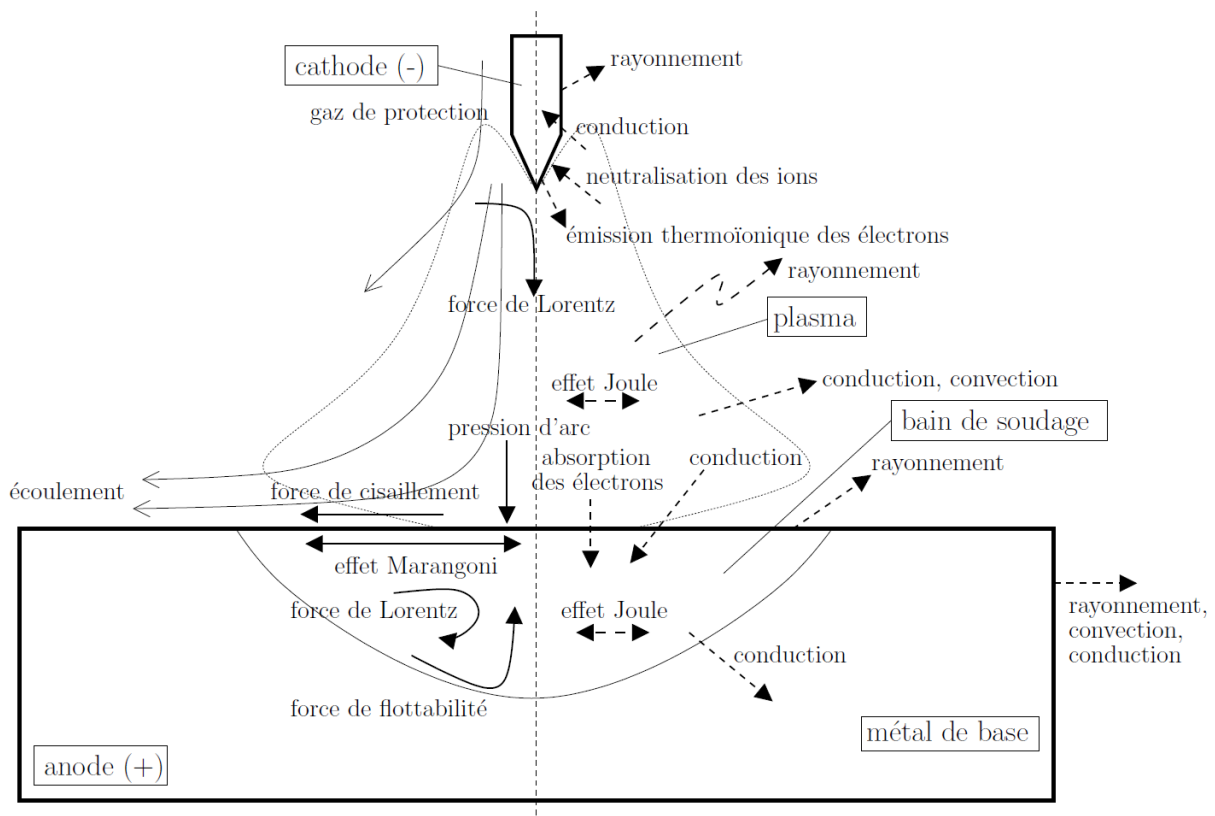 cathode (-)
rayonnement
gaz de protection
conduction
neutralisation des ions
émission thermoïonique des électrons
rayonnement
force de Lorentz
plasma
effet Joule
conduction, convection
bain de soudage
pression d'arc
absorption
des électrons
conduction
rayonnement
écoulement
force de cisaillement
effet Marangoni
force de Lorentz
effet Joule
rayonnement,
convection,
conduction
conduction
force de flottabilité
métal de base
anode (+)